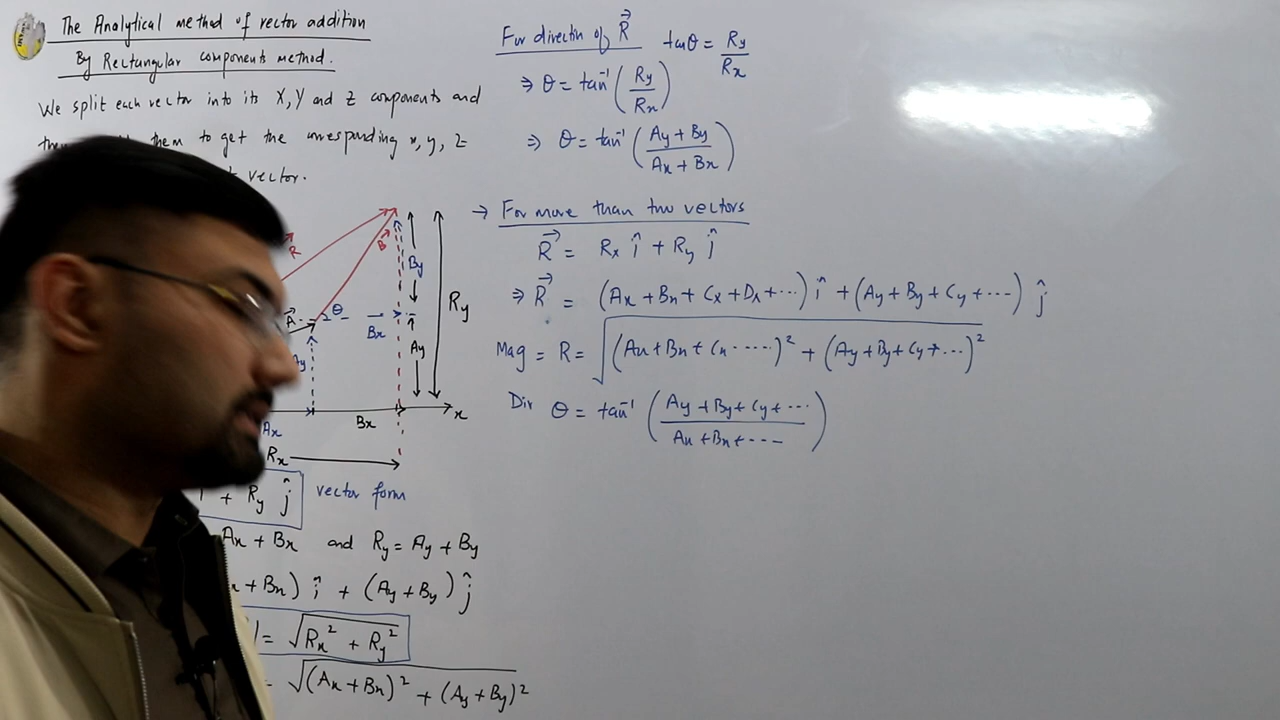 The Analytical method of vector addition
By Rectangular components method.
We split each vector into its X, Y and Z components and
them to get the corresponding x, y, z
vector.
R⃗
B⃗
By
Ry
θ
A⃗
Bx
Ay
Ay
Ax
Bx
x
Rx
+ Ry ĵ vector form
Ax + Bx and Ry = Ay + By
+ Bx) î + (Ay + By) ĵ
| = √(Rx² + Ry²)
√((Ax + Bx)² + (Ay + By)²)
For directin of R⃗ tanθ = Ry/Rx
⇒ θ = tan⁻¹ (Ry/Rx)
⇒ θ = tan⁻¹ ((Ay + By)/(Ax + Bx))
→ For more than two vectors
R⃗ = Rx î + Ry ĵ
⇒ R⃗ = (Ax + Bx + Cx + Dx + ...) î + (Ay + By + Cy + ....) ĵ
Mag = R = √((Ax + Bx + Cx .....)² + (Ay + By + Cy + ...)²)
Dir θ = tan⁻¹ ((Ay + By + Cy + ...)/(Ax + Bx + ...))